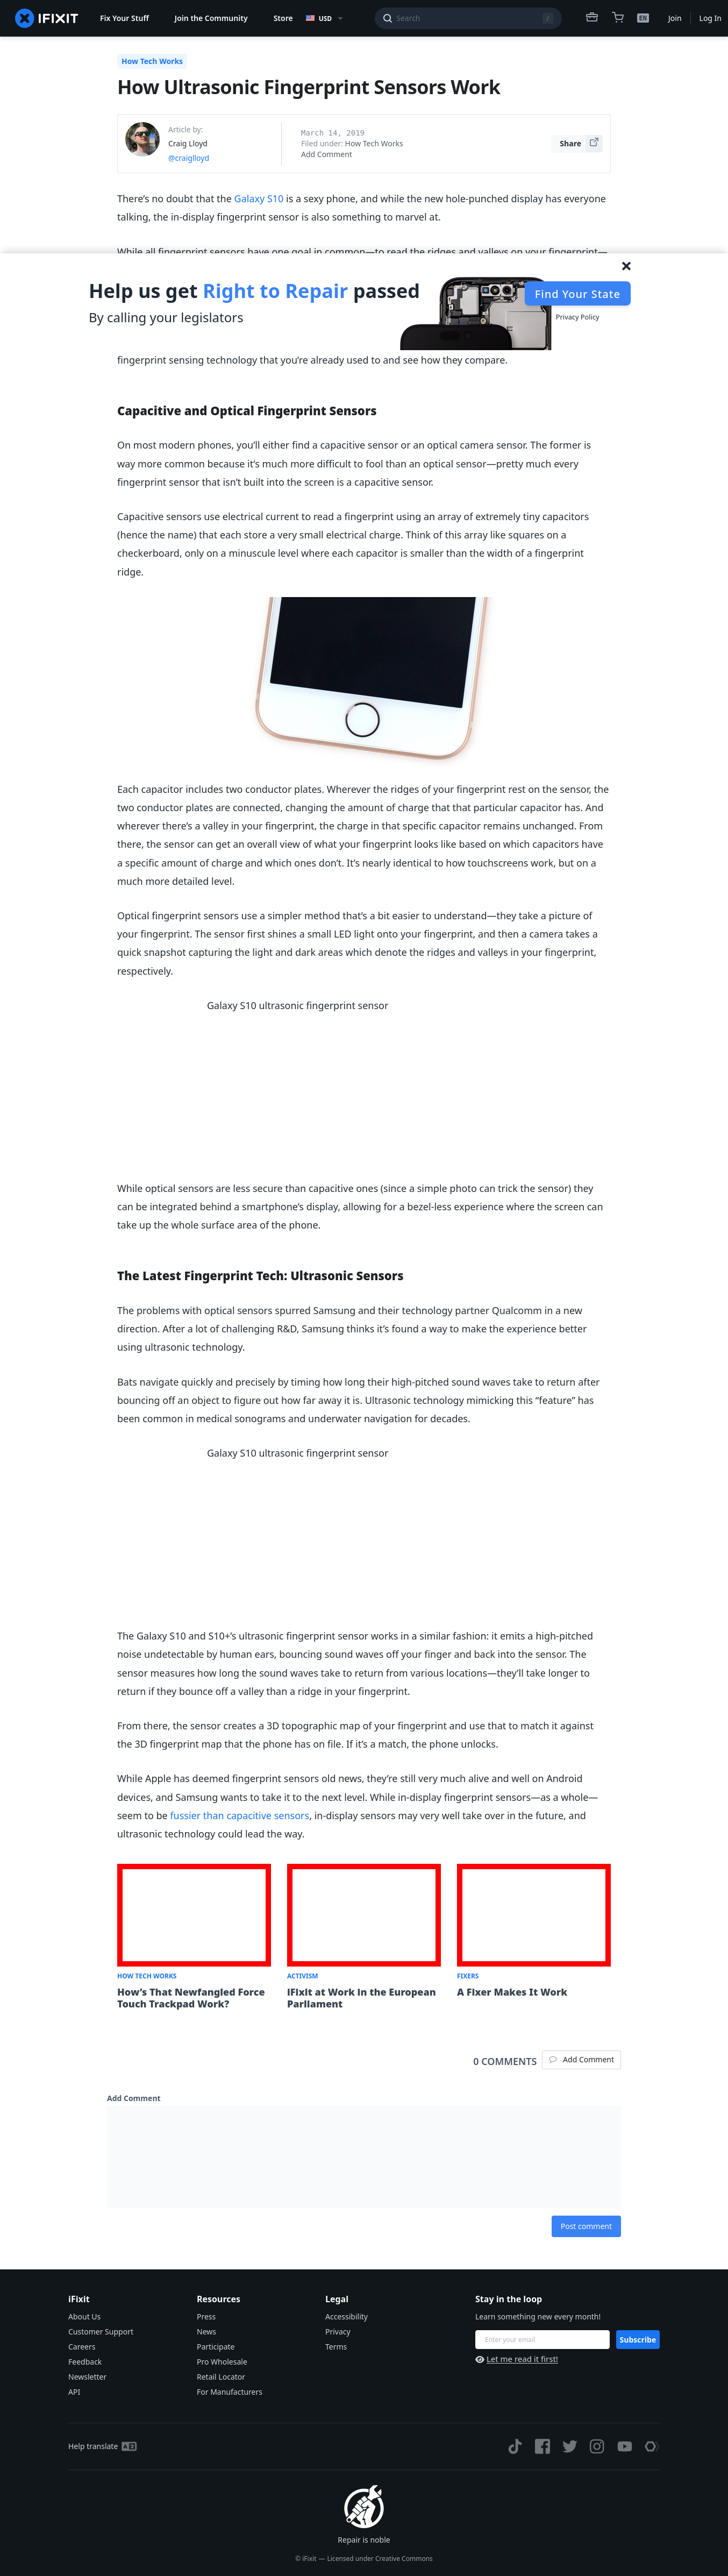 IFIXIT
Fix Your Stuff
Join the Community
Store
USD
Search
/
EN
Join
Log In
How Tech Works
How Ultrasonic Fingerprint Sensors Work
Article by:
Craig Lloyd
@craiglloyd
March 14, 2019
Filed under: How Tech Works
Add Comment
Share
There’s no doubt that the Galaxy S10 is a sexy phone, and while the new hole-punched display has everyone
talking, the in-display fingerprint sensor is also something to marvel at.
While all fingerprint sensors have one goal in common—to read the ridges and valleys on your fingerprint—
Help us get Right to Repair passed
By calling your legislators
Find Your State
Privacy Policy
fingerprint sensing technology that you’re already used to and see how they compare.
Capacitive and Optical Fingerprint Sensors
On most modern phones, you’ll either find a capacitive sensor or an optical camera sensor. The former is
way more common because it’s much more difficult to fool than an optical sensor—pretty much every
fingerprint sensor that isn’t built into the screen is a capacitive sensor.
Capacitive sensors use electrical current to read a fingerprint using an array of extremely tiny capacitors
(hence the name) that each store a very small electrical charge. Think of this array like squares on a
checkerboard, only on a minuscule level where each capacitor is smaller than the width of a fingerprint
ridge.
Each capacitor includes two conductor plates. Wherever the ridges of your fingerprint rest on the sensor, the
two conductor plates are connected, changing the amount of charge that that particular capacitor has. And
wherever there’s a valley in your fingerprint, the charge in that specific capacitor remains unchanged. From
there, the sensor can get an overall view of what your fingerprint looks like based on which capacitors have
a specific amount of charge and which ones don’t. It’s nearly identical to how touchscreens work, but on a
much more detailed level.
Optical fingerprint sensors use a simpler method that’s a bit easier to understand—they take a picture of
your fingerprint. The sensor first shines a small LED light onto your fingerprint, and then a camera takes a
quick snapshot capturing the light and dark areas which denote the ridges and valleys in your fingerprint,
respectively.
Galaxy S10 ultrasonic fingerprint sensor
While optical sensors are less secure than capacitive ones (since a simple photo can trick the sensor) they
can be integrated behind a smartphone’s display, allowing for a bezel-less experience where the screen can
take up the whole surface area of the phone.
The Latest Fingerprint Tech: Ultrasonic Sensors
The problems with optical sensors spurred Samsung and their technology partner Qualcomm in a new
direction. After a lot of challenging R&D, Samsung thinks it’s found a way to make the experience better
using ultrasonic technology.
Bats navigate quickly and precisely by timing how long their high-pitched sound waves take to return after
bouncing off an object to figure out how far away it is. Ultrasonic technology mimicking this “feature” has
been common in medical sonograms and underwater navigation for decades.
Galaxy S10 ultrasonic fingerprint sensor
The Galaxy S10 and S10+’s ultrasonic fingerprint sensor works in a similar fashion: it emits a high-pitched
noise undetectable by human ears, bouncing sound waves off your finger and back into the sensor. The
sensor measures how long the sound waves take to return from various locations—they’ll take longer to
return if they bounce off a valley than a ridge in your fingerprint.
From there, the sensor creates a 3D topographic map of your fingerprint and use that to match it against
the 3D fingerprint map that the phone has on file. If it’s a match, the phone unlocks.
While Apple has deemed fingerprint sensors old news, they’re still very much alive and well on Android
devices, and Samsung wants to take it to the next level. While in-display fingerprint sensors—as a whole—
seem to be fussier than capacitive sensors, in-display sensors may very well take over in the future, and
ultrasonic technology could lead the way.
HOW TECH WORKS
How’s That Newfangled Force
Touch Trackpad Work?
ACTIVISM
iFixit at Work in the European
Parliament
FIXERS
A Fixer Makes It Work
0 COMMENTS
Add Comment
Add Comment
Post comment
iFixit
About Us
Customer Support
Careers
Feedback
Newsletter
API
Resources
Press
News
Participate
Pro Wholesale
Retail Locator
For Manufacturers
Legal
Accessibility
Privacy
Terms
Stay in the loop
Learn something new every month!
Enter your email
Subscribe
Let me read it first!
Help translate
Repair is noble
© iFixit — Licensed under Creative Commons